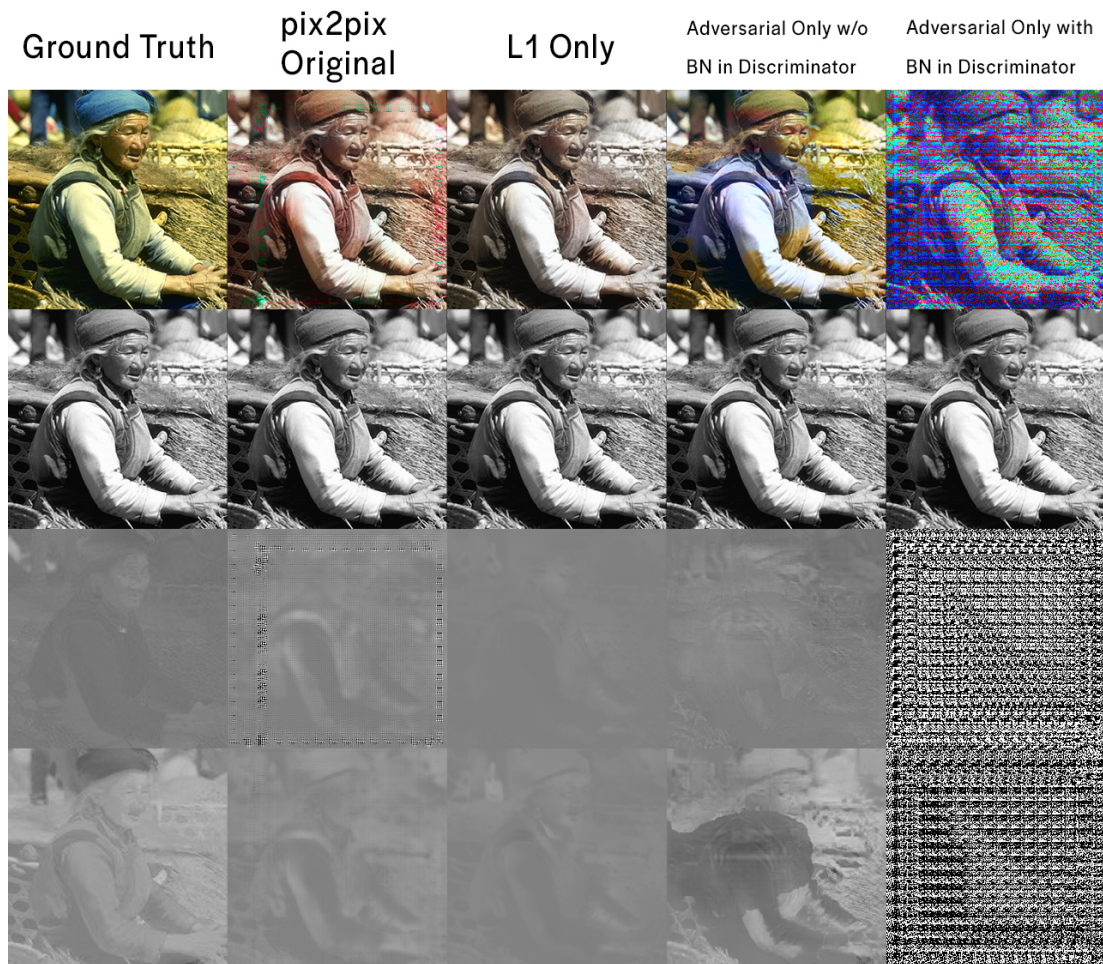 Ground Truth
pix2pix
Original
L1 Only
Adversarial Only w/o
BN in Discriminator
Adversarial Only with
BN in Discriminator